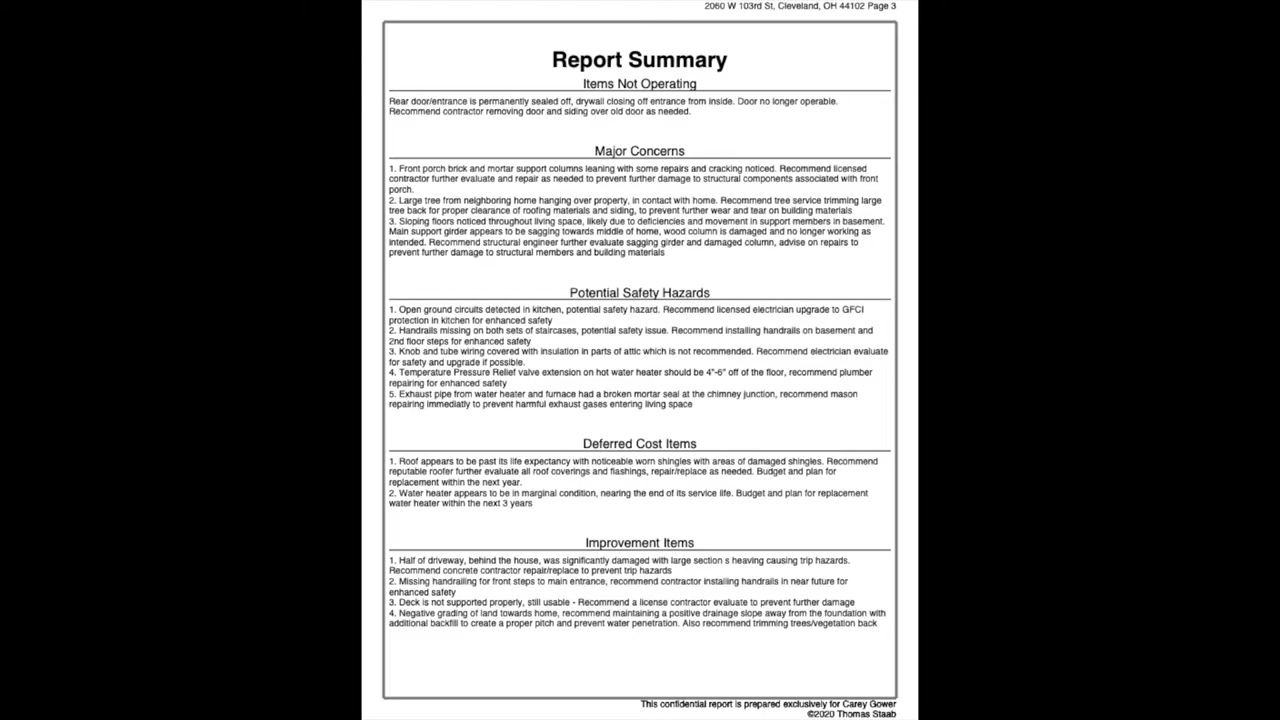 2060 W 103rd St, Cleveland, OH 44102 Page 3
Report Summary
Items Not Operating
Rear door/entrance is permanently sealed off, drywall closing off entrance from inside. Door no longer operable.
Recommend contractor removing door and siding over old door as needed.
Major Concerns
1. Front porch brick and mortar support columns leaning with some repairs and cracking noticed. Recommend licensed
contractor further evaluate and repair as needed to prevent further damage to structural components associated with front
porch.
2. Large tree from neighboring home hanging over property, in contact with home. Recommend tree service trimming large
tree back for proper clearance of roofing materials and siding, to prevent further wear and tear on building materials
3. Sloping floors noticed throughout living space, likely due to deficiencies and movement in support members in basement.
Main support girder appears to be sagging towards middle of home, wood column is damaged and no longer working as
intended. Recommend structural engineer further evaluate sagging girder and damaged column, advise on repairs to
prevent further damage to structural members and building materials
Potential Safety Hazards
1. Open ground circuits detected in kitchen, potential safety hazard. Recommend licensed electrician upgrade to GFCI
protection in kitchen for enhanced safety
2. Handrails missing on both sets of staircases, potential safety issue. Recommend installing handrails on basement and
2nd floor steps for enhanced safety
3. Knob and tube wiring covered with insulation in parts of attic which is not recommended. Recommend electrician evaluate
for safety and upgrade if possible.
4. Temperature Pressure Relief valve extension on hot water heater should be 4"-6" off of the floor, recommend plumber
repairing for enhanced safety
5. Exhaust pipe from water heater and furnace had a broken mortar seal at the chimney junction, recommend mason
repairing immediatly to prevent harmful exhaust gases entering living space
Deferred Cost Items
1. Roof appears to be past its life expectancy with noticeable worn shingles with areas of damaged shingles. Recommend
reputable roofer further evaluate all roof coverings and flashings, repair/replace as needed. Budget and plan for
replacement within the next year.
2. Water heater appears to be in marginal condition, nearing the end of its service life. Budget and plan for replacement
water heater within the next 3 years
Improvement Items
1. Half of driveway, behind the house, was significantly damaged with large section s heaving causing trip hazards.
Recommend concrete contractor repair/replace to prevent trip hazards
2. Missing handrailing for front steps to main entrance, recommend contractor installing handrails in near future for
enhanced safety
3. Deck is not supported properly, still usable - Recommend a license contractor evaluate to prevent further damage
4. Negative grading of land towards home, recommend maintaining a positive drainage slope away from the foundation with
additional backfill to create a proper pitch and prevent water penetration. Also recommend trimming trees/vegetation back
This confidential report is prepared exclusively for Carey Gower
©2020 Thomas Staab